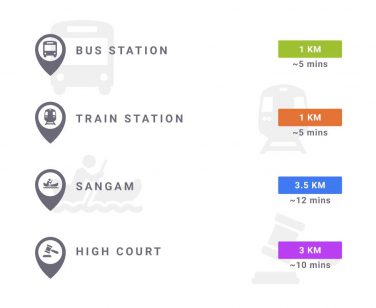 BUS STATION
1 KM
~5 mins
TRAIN STATION
1 KM
~5 mins
SANGAM
3.5 KM
~12 mins
HIGH COURT
3 KM
~10 mins